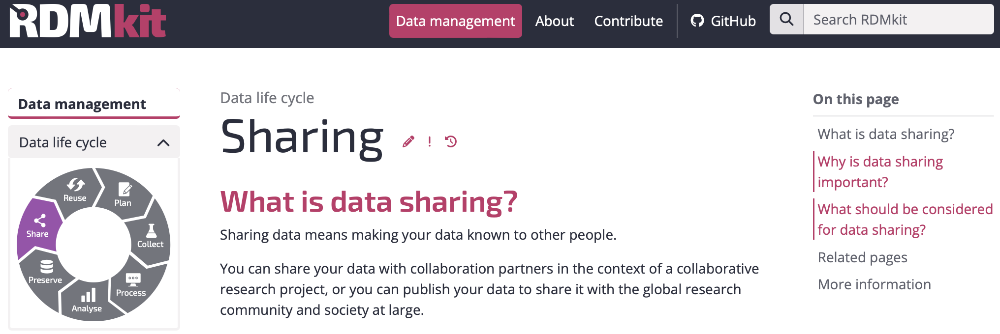 RDMkit
Data management
About
Contribute
GitHub
Search RDMkit
Data management
Data life cycle
Reuse
Plan
Share
Collect
Preserve
Process
Analyse
Data life cycle
Sharing
What is data sharing?
Sharing data means making your data known to other people.
You can share your data with collaboration partners in the context of a collaborative
research project, or you can publish your data to share it with the global research
community and society at large.
On this page
What is data sharing?
Why is data sharing
important?
What should be considered
for data sharing?
Related pages
More information